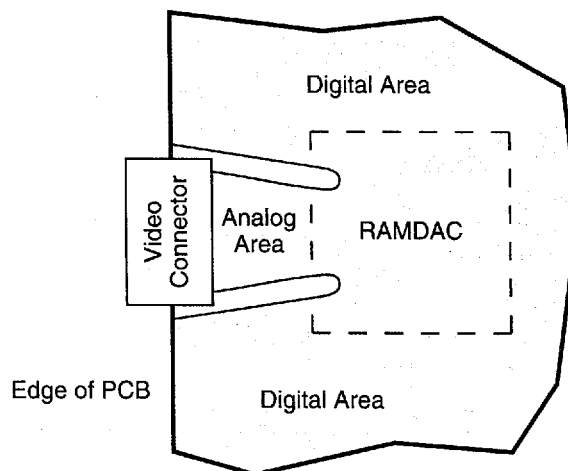 Digital Area
Video
Connector
Analog
Area
RAMDAC
Edge of PCB
Digital Area